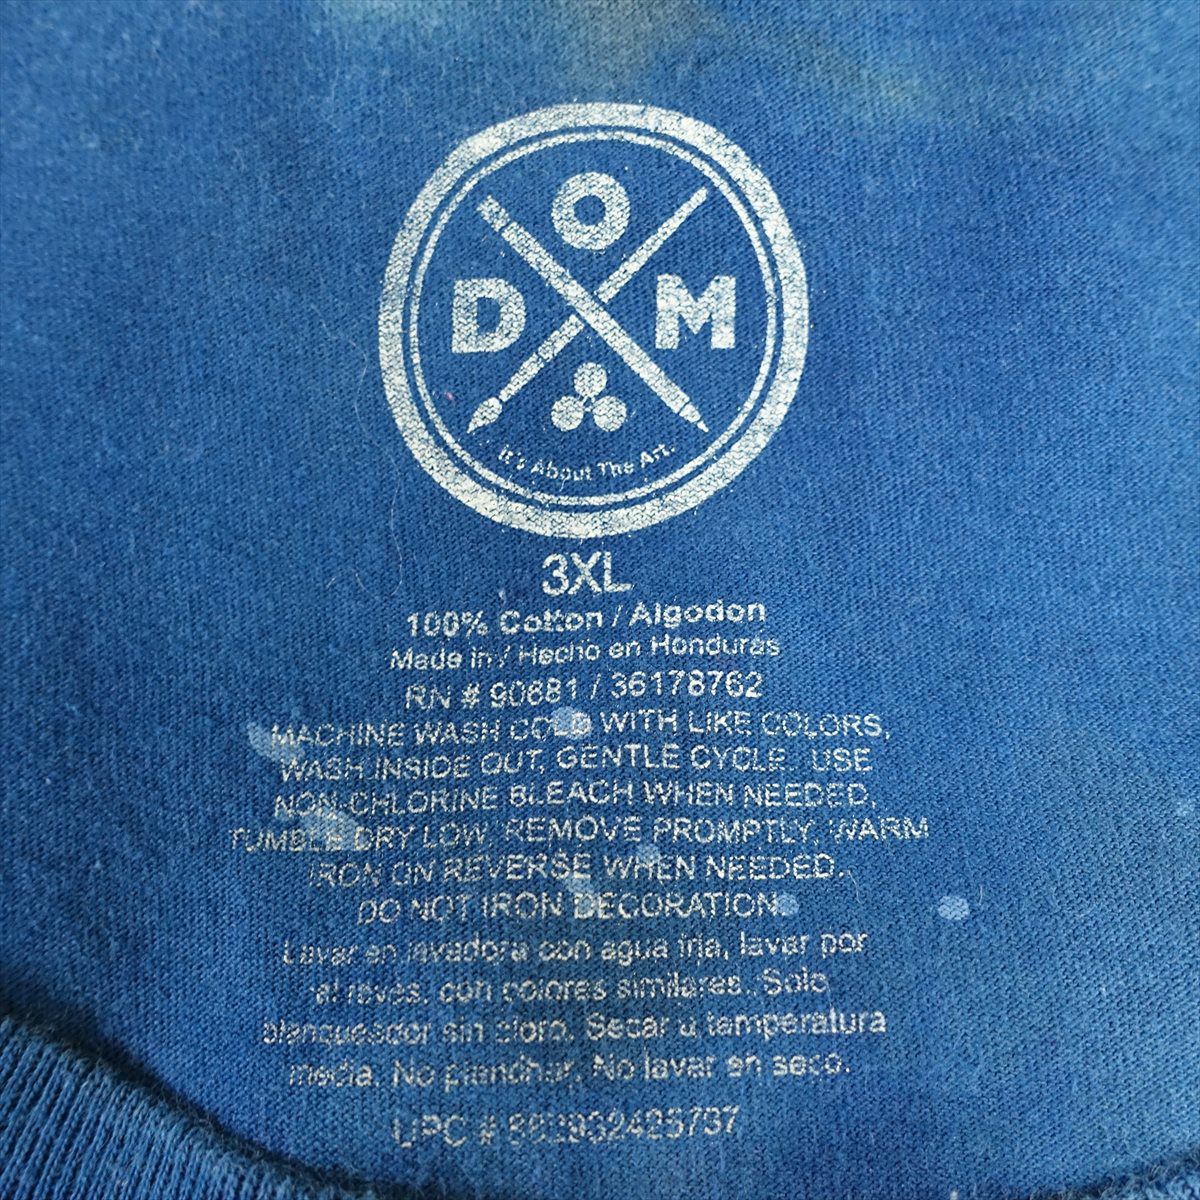 D O M
It's About The Art.
3XL
100% Cotton / Algodon
Made in / Hecho en Honduras
RN # 90881 / 36178762
MACHINE WASH COLD WITH LIKE COLORS,
WASH INSIDE OUT, GENTLE CYCLE. USE
NON-CHLORINE BLEACH WHEN NEEDED.
TUMBLE DRY LOW, REMOVE PROMPTLY, WARM
IRON ON REVERSE WHEN NEEDED.
DO NOT IRON DECORATION.
Lavar en lavadora con agua fria, lavar por
al reves, con colores similares. Solo
blanqueador sin cloro. Secar a temperatura
media. No planchar. No lavar en seco.
UPC #